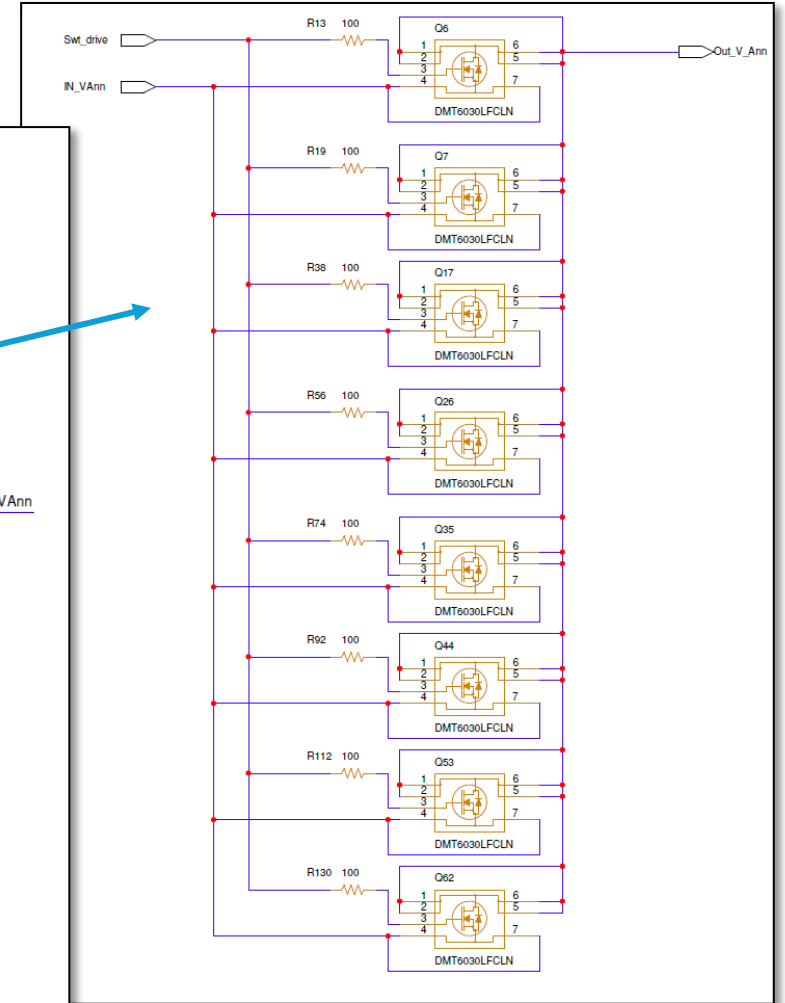 R13 100
Q6
Swt_drive
1 6
2 5
3
4 7
Out_V_Ann
IN_VAnn
DMT6030LFCLN
R19 100
Q7
1 6
2 5
3
4 7
DMT6030LFCLN
R38 100
Q17
1 6
2 5
3
4 7
DMT6030LFCLN
R56 100
Q26
1 6
2 5
3
4 7
DMT6030LFCLN
VAnn
R74 100
Q35
1 6
2 5
3
4 7
DMT6030LFCLN
R92 100
Q44
1 6
2 5
3
4 7
DMT6030LFCLN
R112 100
Q53
1 6
2 5
3
4 7
DMT6030LFCLN
R130 100
Q62
1 6
2 5
3
4 7
DMT6030LFCLN